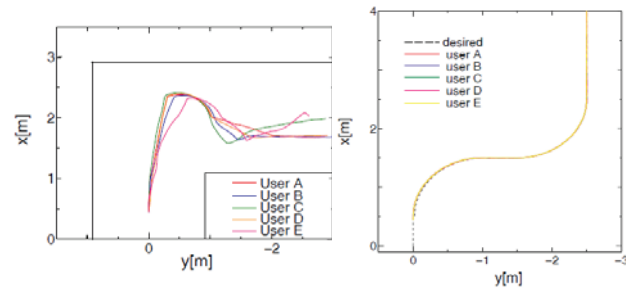 3
2
1
0
x[m]
0
-1
-2
y[m]
User A
User B
User C
User D
User E
4
2
0
x[m]
0
-1
-2
-3
y[m]
desired
user A
user B
user C
user D
user E